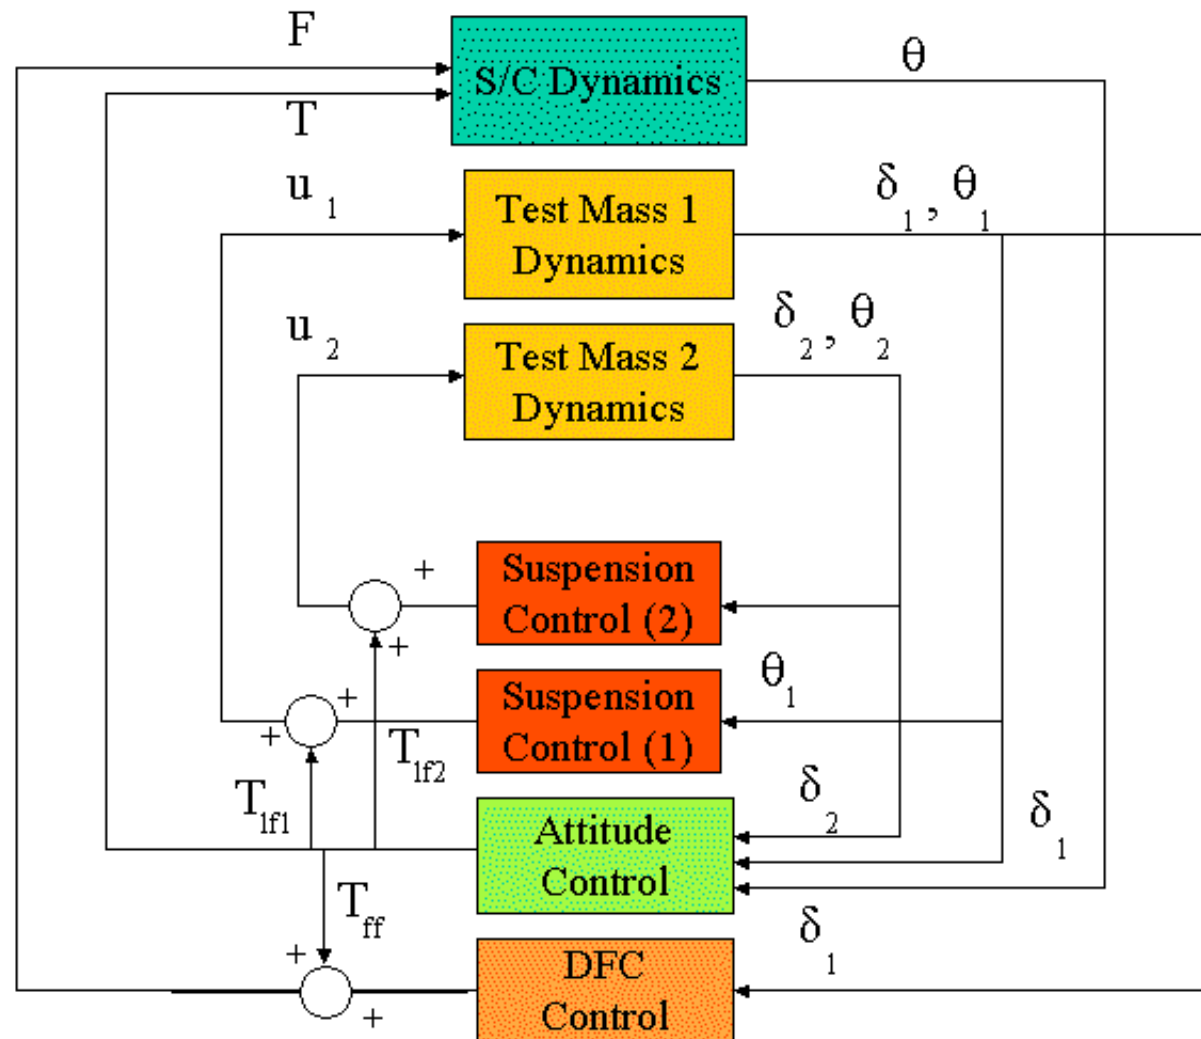 F
S/C Dynamics
θ
T
u 1
Test Mass 1
Dynamics
δ 1 , θ 1
u 2
Test Mass 2
Dynamics
δ 2 , θ 2
+
Suspension
Control (2)
+
θ 1
+
Suspension
Control (1)
+
T lf2
T lf1
δ 2
δ 1
Attitude
Control
T ff
δ 1
+
DFC
Control
+